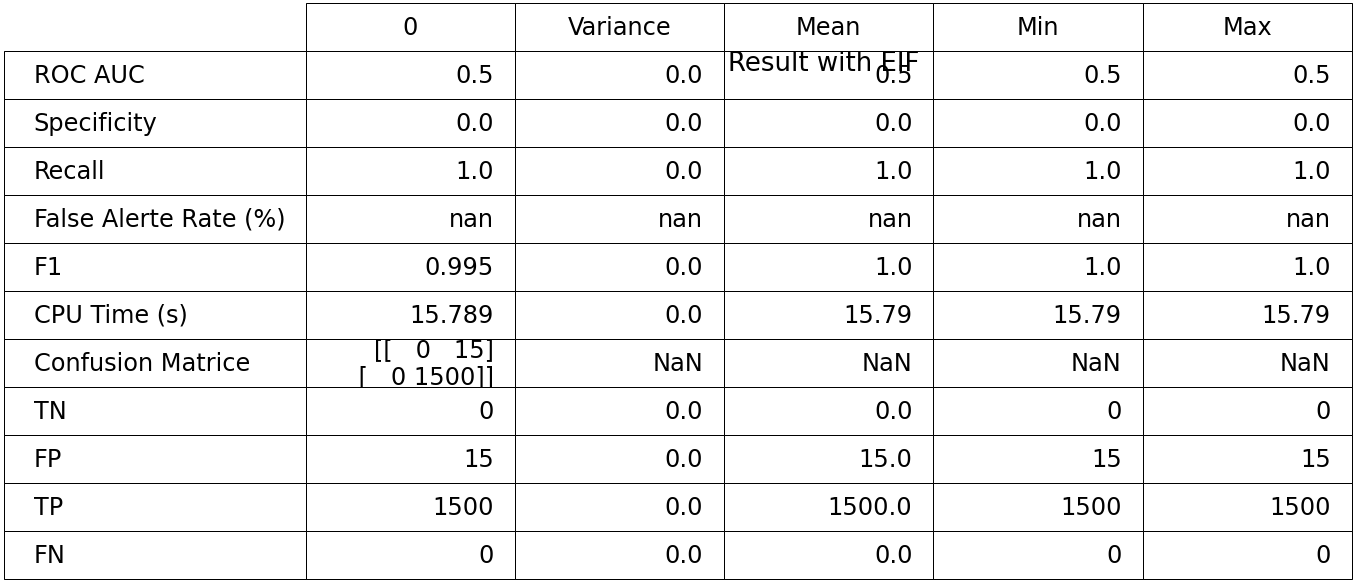 0 Variance Mean Min Max
Result with EIF
ROC AUC 0.5 0.0 0.5 0.5 0.5
Specificity 0.0 0.0 0.0 0.0 0.0
Recall 1.0 0.0 1.0 1.0 1.0
False Alerte Rate (%) nan nan nan nan nan
F1 0.995 0.0 1.0 1.0 1.0
CPU Time (s) 15.789 0.0 15.79 15.79 15.79
Confusion Matrice [[ 0 15]
[ 0 1500]] NaN NaN NaN NaN
TN 0 0.0 0.0 0 0
FP 15 0.0 15.0 15 15
TP 1500 0.0 1500.0 1500 1500
FN 0 0.0 0.0 0 0